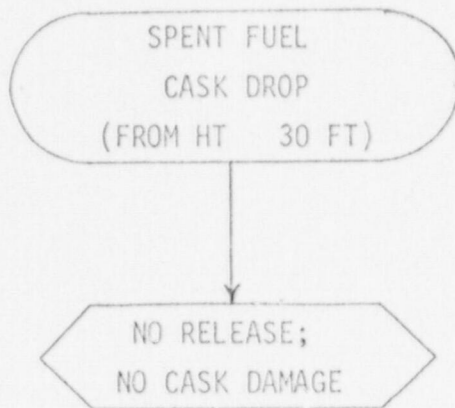 SPENT FUEL
CASK DROP
(FROM HT 30 FT)
NO RELEASE;
NO CASK DAMAGE